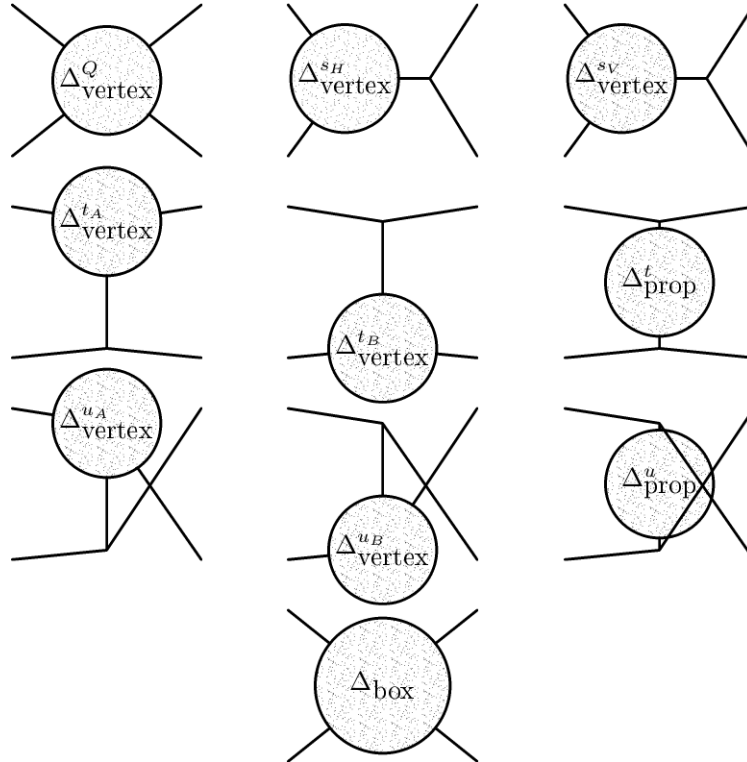 Δ^Q_vertex Δ^{s_H}_vertex Δ^{s_V}_vertex
Δ^{t_A}_vertex Δ^{t_B}_vertex Δ^t_prop
Δ^{u_A}_vertex Δ^{u_B}_vertex Δ^u_prop
Δ_box